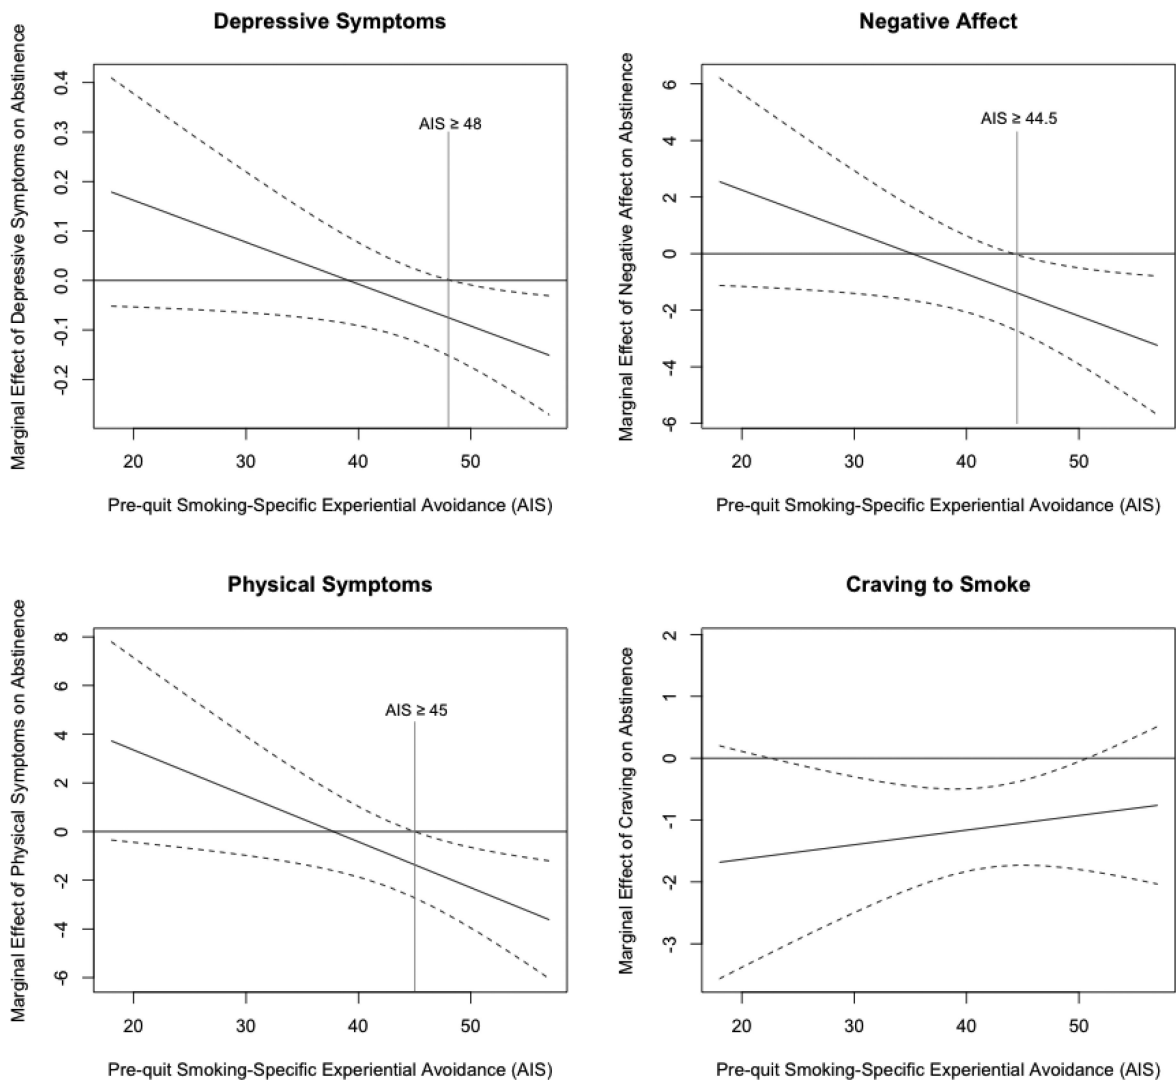 Depressive Symptoms
Marginal Effect of Depressive Symptoms on Abstinence
0.4
0.3
0.2
0.1
0.0
-0.1
-0.2
AIS ≥ 48
20 30 40 50
Pre-quit Smoking-Specific Experiential Avoidance (AIS)
Negative Affect
Marginal Effect of Negative Affect on Abstinence
6
4
2
0
-2
-4
-6
AIS ≥ 44.5
20 30 40 50
Pre-quit Smoking-Specific Experiential Avoidance (AIS)
Physical Symptoms
Marginal Effect of Physical Symptoms on Abstinence
8
6
4
2
0
-2
-4
-6
AIS ≥ 45
20 30 40 50
Pre-quit Smoking-Specific Experiential Avoidance (AIS)
Craving to Smoke
Marginal Effect of Craving on Abstinence
2
1
0
-1
-2
-3
20 30 40 50
Pre-quit Smoking-Specific Experiential Avoidance (AIS)